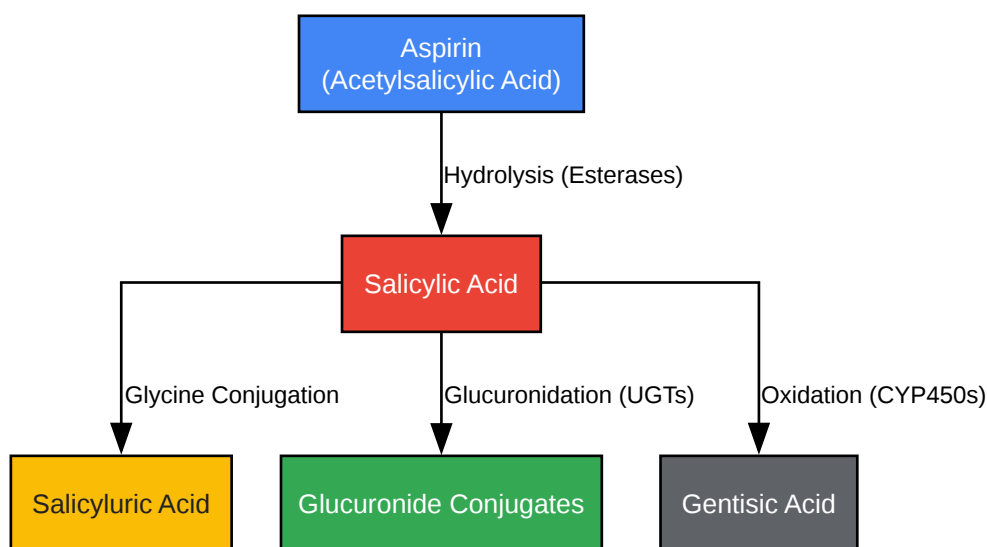 Aspirin
(Acetylsalicylic Acid)
Hydrolysis (Esterases)
Salicylic Acid
Glycine Conjugation
Glucuronidation (UGTs)
Oxidation (CYP450s)
Salicyluric Acid
Glucuronide Conjugates
Gentisic Acid